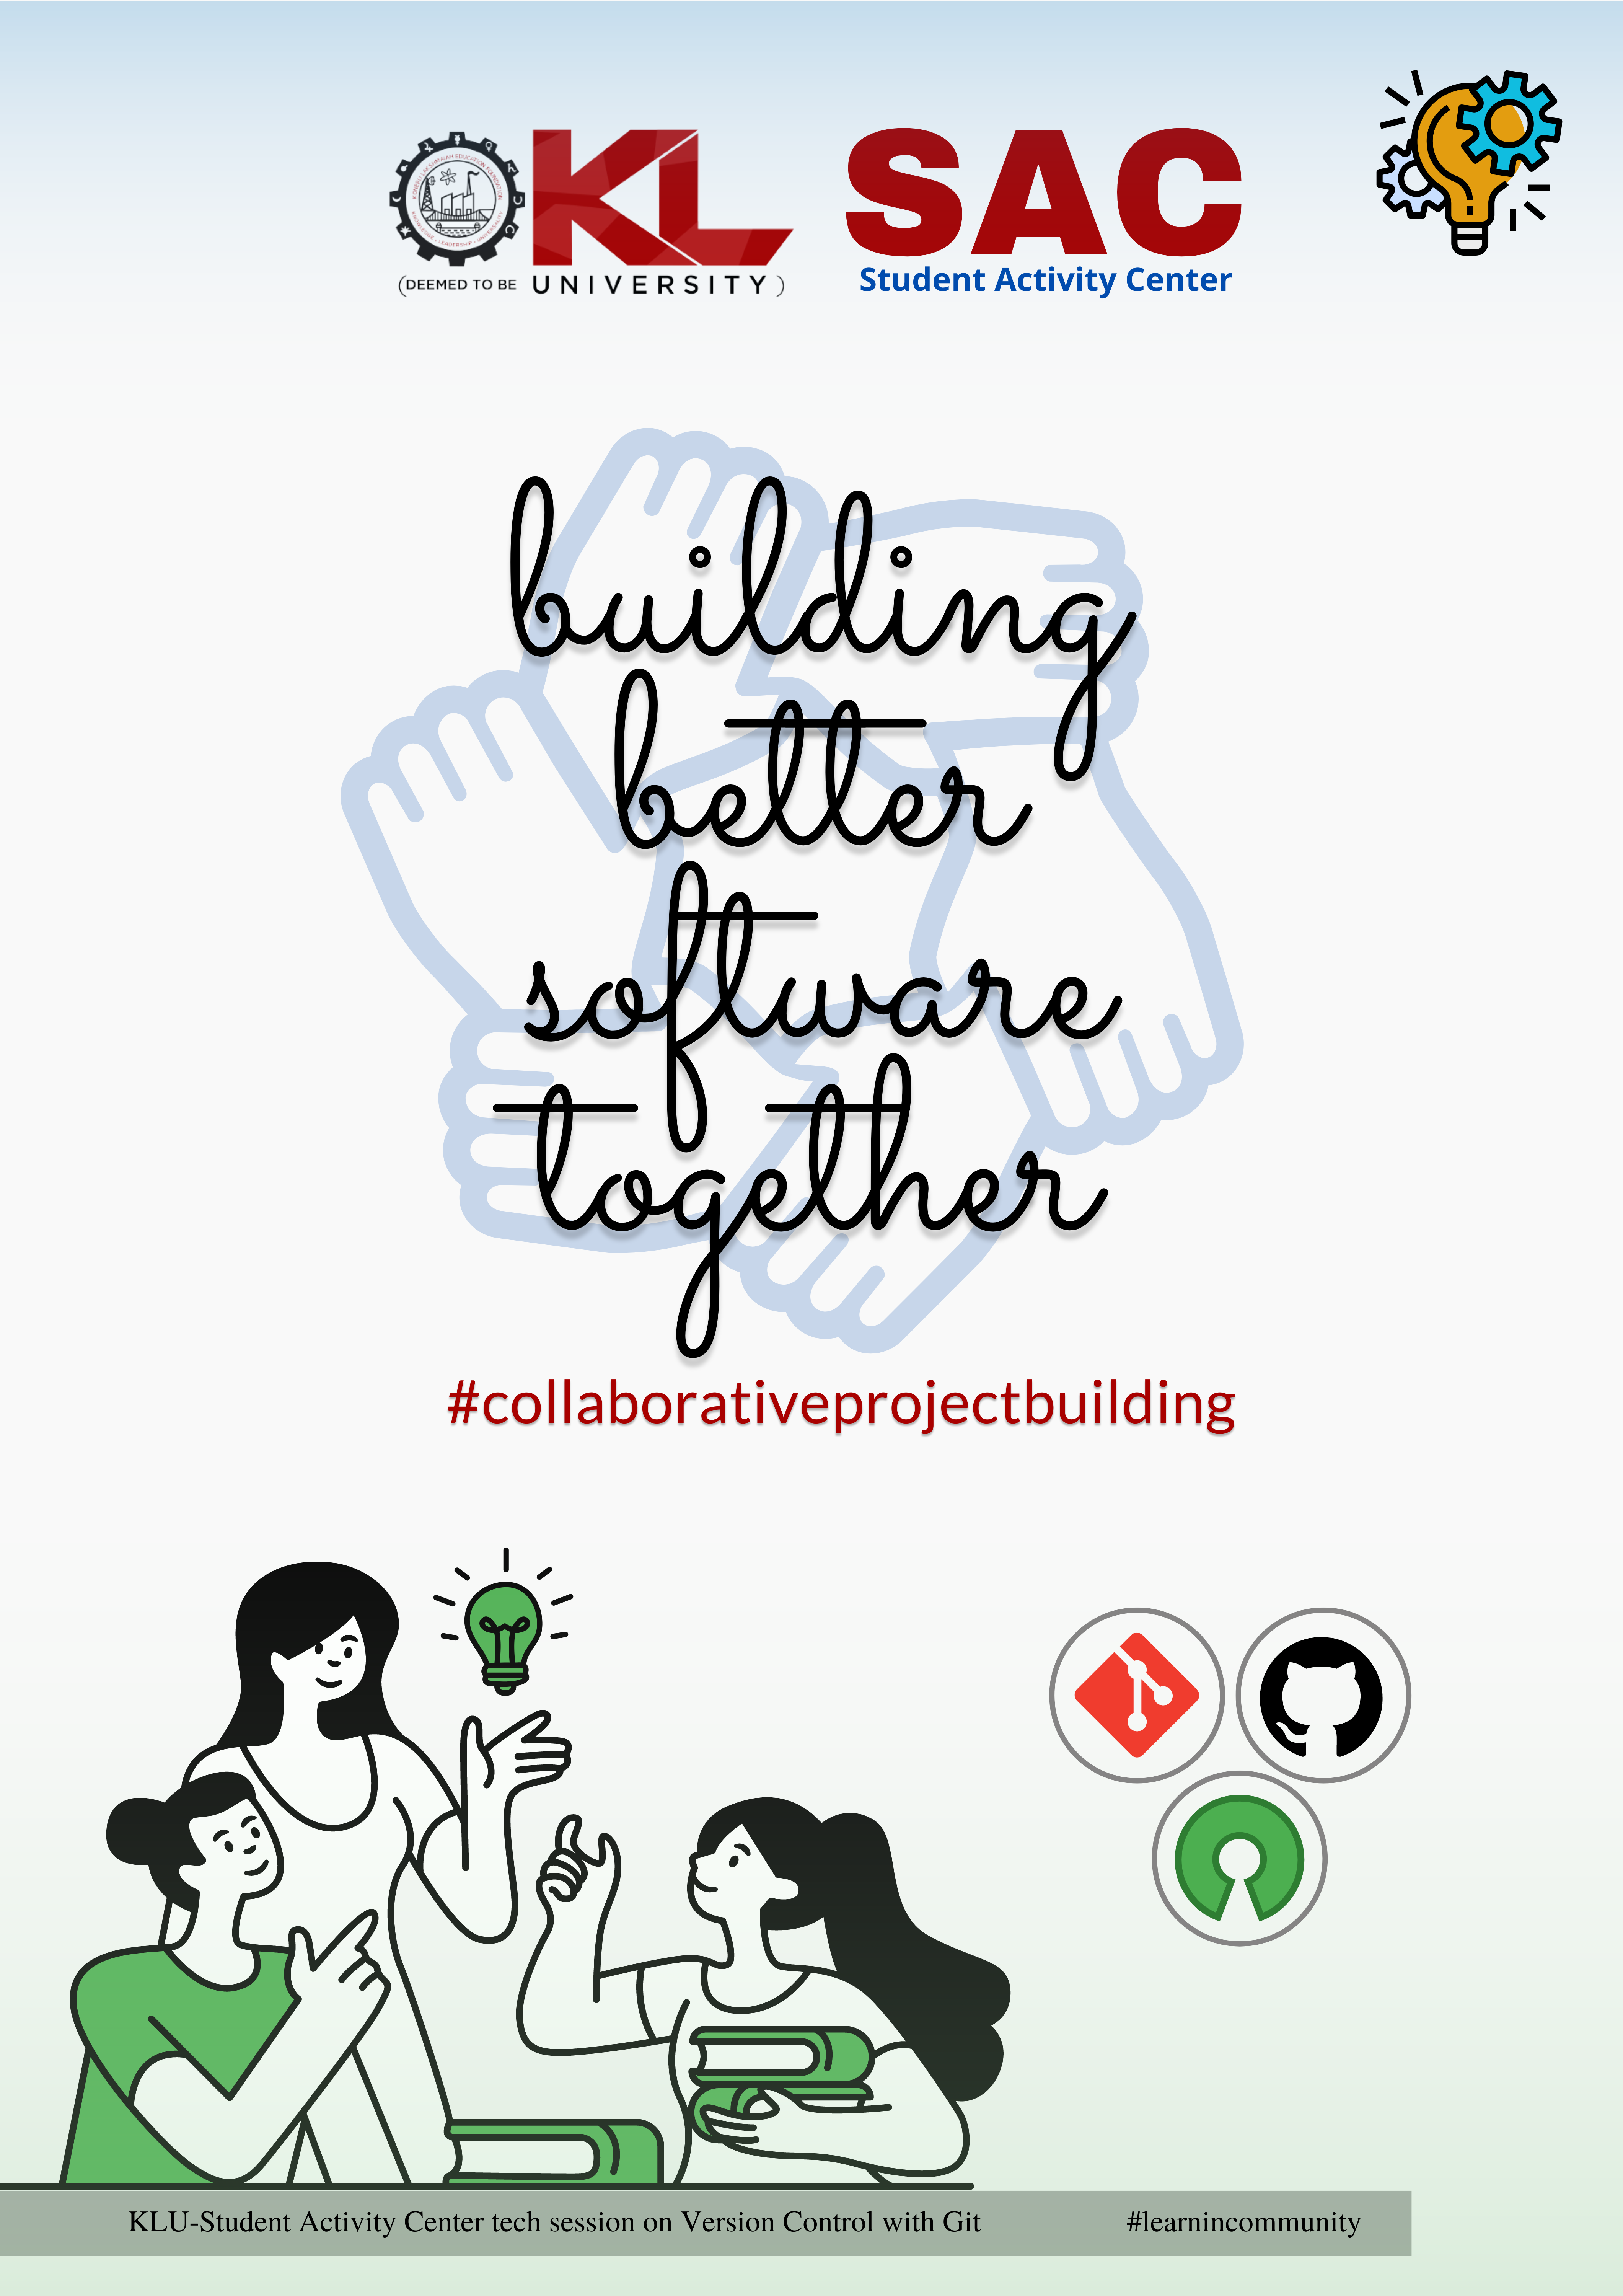 KL SAC
(DEEMED TO BE UNIVERSITY) Student Activity Center
building
better
software
together
#collaborativeprojectbuilding
KLU-Student Activity Center tech session on Version Control with Git #learnincommunity